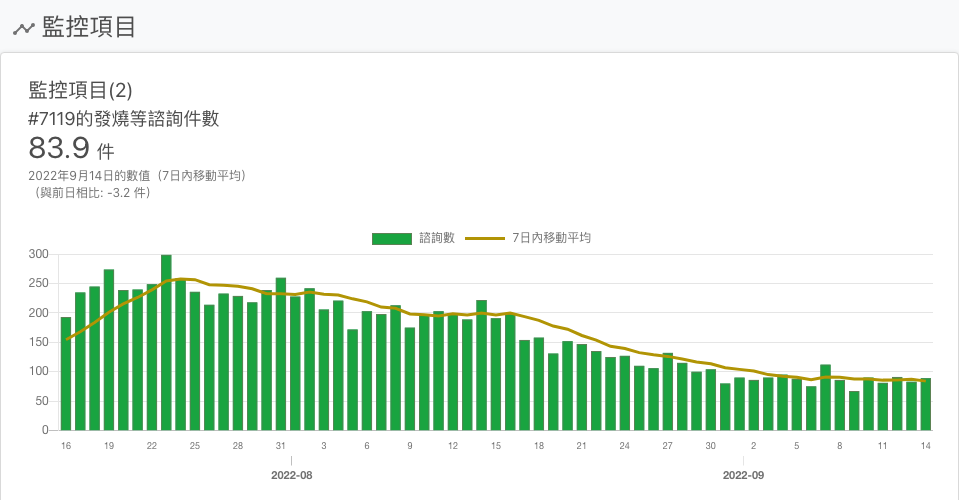 監控項目
監控項目(2)
#7119的發燒等諮詢件數
83.9 件
2022年9月14日的數值（7日內移動平均）
（與前日相比: -3.2 件）
諮詢數 7日內移動平均
300
250
200
150
100
50
0
16 19 22 25 28 31 3 6 9 12 15 18 21 24 27 30 2 5 8 11 14
2022-08 2022-09